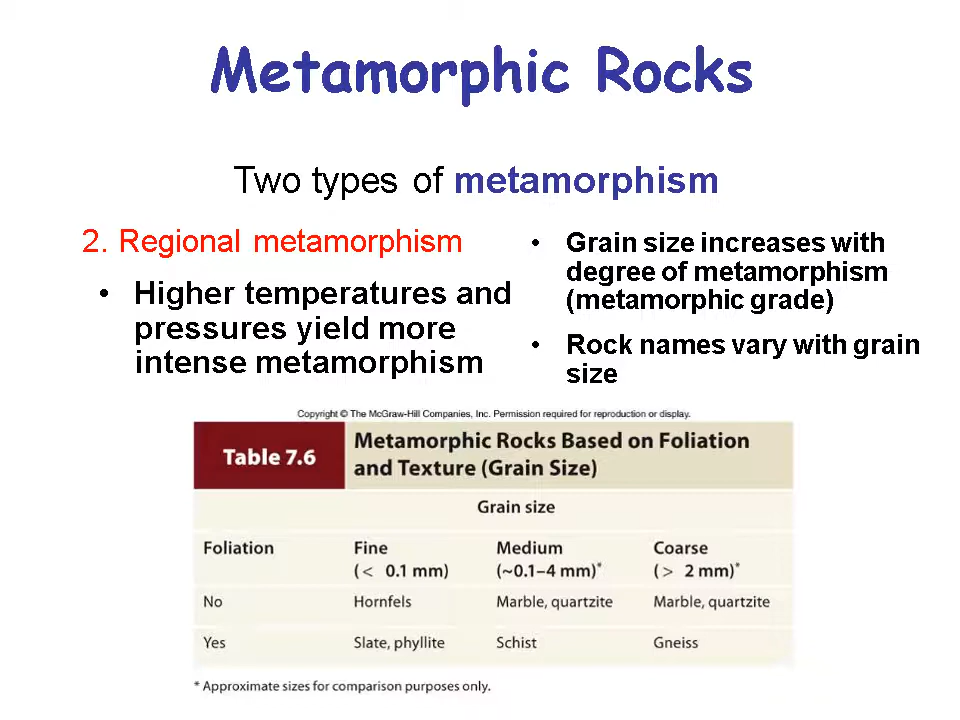 Metamorphic Rocks
Two types of metamorphism
2. Regional metamorphism
• Higher temperatures and
pressures yield more
intense metamorphism
• Grain size increases with
degree of metamorphism
(metamorphic grade)
• Rock names vary with grain
size
Copyright © The McGraw-Hill Companies, Inc. Permission required for reproduction or display.
Table 7.6
Metamorphic Rocks Based on Foliation
and Texture (Grain Size)
Grain size
Foliation Fine Medium Coarse
(< 0.1 mm) (~0.1–4 mm)* (> 2 mm)*
No Hornfels Marble, quartzite Marble, quartzite
Yes Slate, phyllite Schist Gneiss
* Approximate sizes for comparison purposes only.